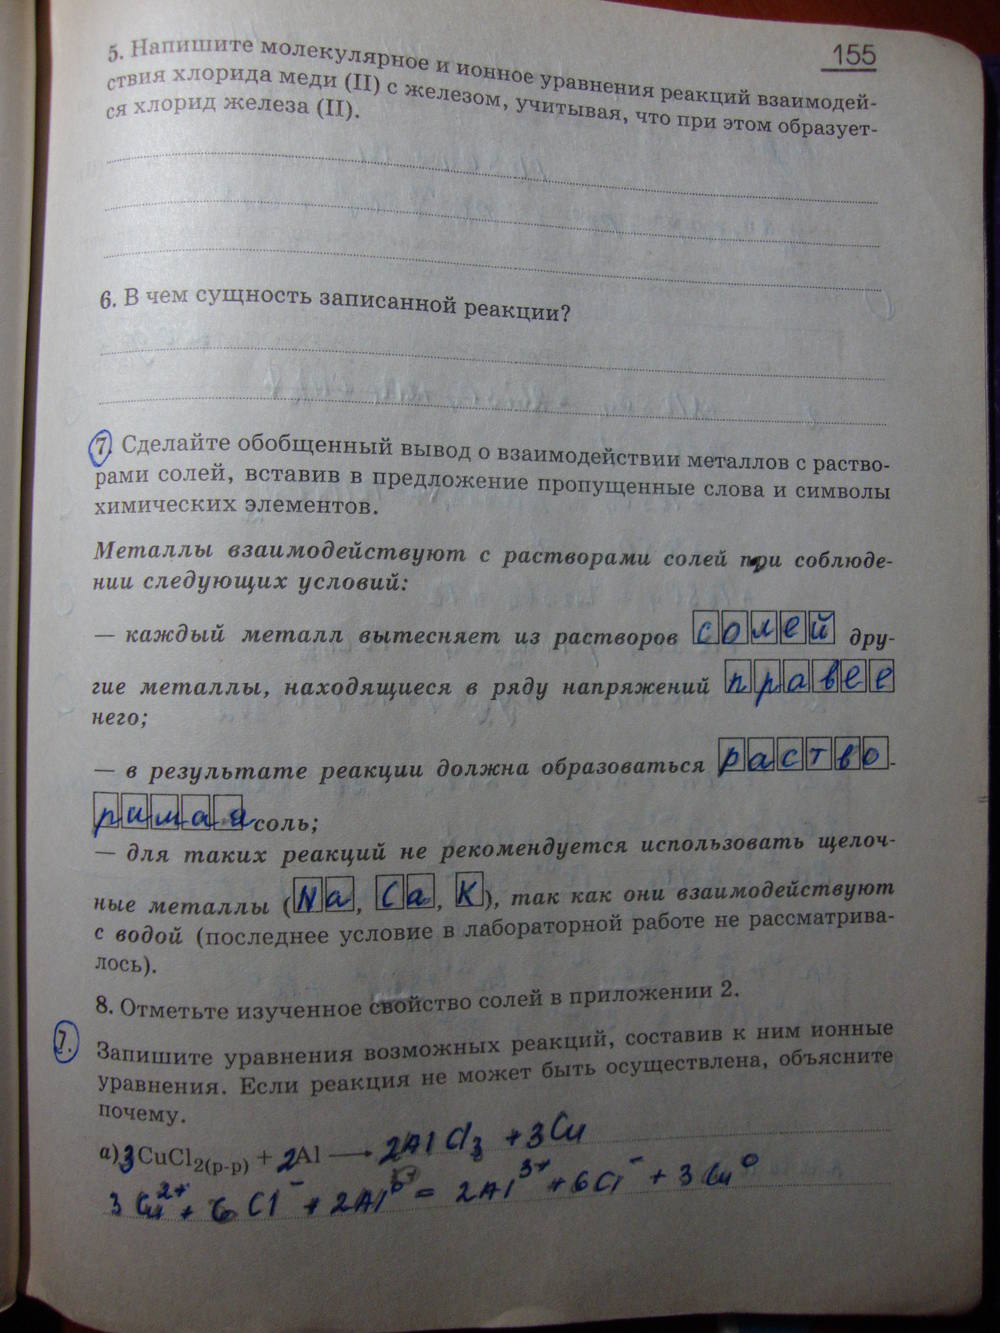 155
5. Напишите молекулярное и ионное уравнения реакций взаимодей-
ствия хлорида меди (II) с железом, учитывая, что при этом образует-
ся хлорид железа (II).
6. В чем сущность записанной реакции?
7. Сделайте обобщенный вывод о взаимодействии металлов с раство-
рами солей, вставив в предложение пропущенные слова и символы
химических элементов.
Металлы взаимодействуют с растворами солей при соблюде-
нии следующих условий:
— каждый металл вытесняет из растворов солей дру-
гие металлы, находящиеся в ряду напряжений правее
него;
— в результате реакции должна образоваться раство-
римая соль;
— для таких реакций не рекомендуется использовать щелоч-
ные металлы (Na, Ca, K), так как они взаимодействуют
с водой (последнее условие в лабораторной работе не рассматрива-
лось).
8. Отметьте изученное свойство солей в приложении 2.
7.
Запишите уравнения возможных реакций, составив к ним ионные
уравнения. Если реакция не может быть осуществлена, объясните
почему.
а) 3CuCl2(р-р) + 2Al → 2AlCl3 + 3Cu
3Cu²⁺ + 6Cl⁻ + 2Al⁰ = 2Al³⁺ + 6Cl⁻ + 3Cu⁰